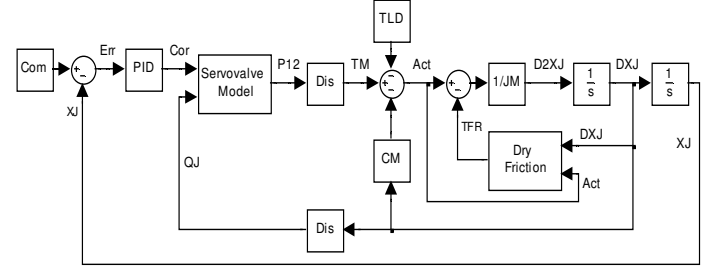 TLD
Err
Cor
P12
TM
Act
D2XJ
DXJ
Com
+
-
PID
Servovalve
Model
Dis
+
-
-
+
-
1/JM
1
s
1
s
XJ
TFR
DXJ
XJ
QJ
CM
Dry
Friction
Act
Dis